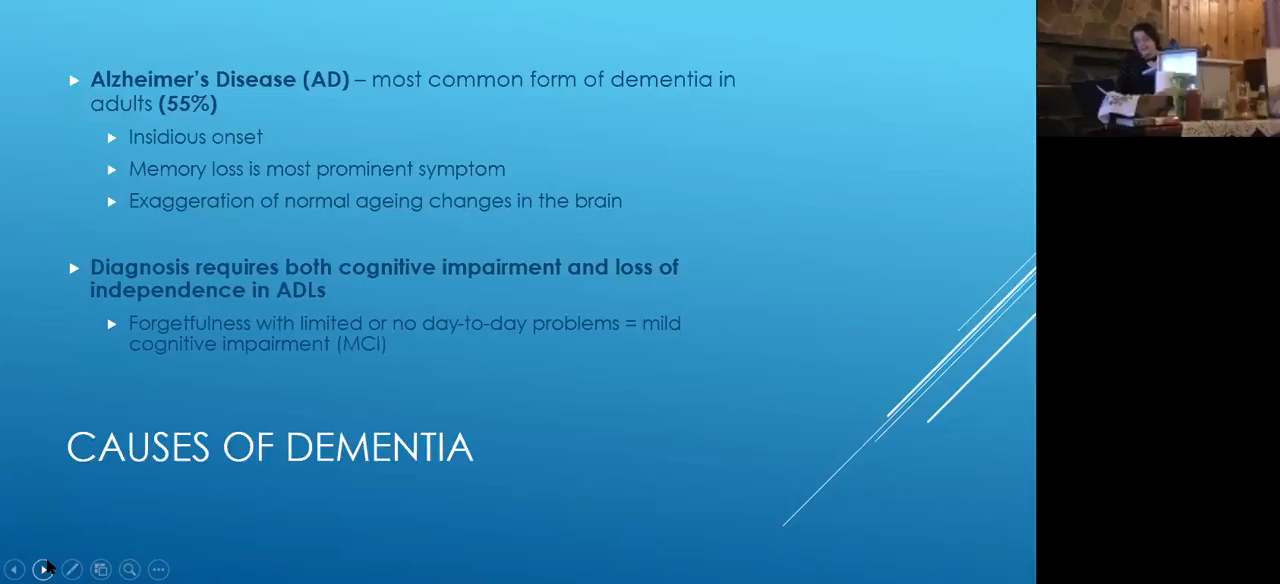 Alzheimer's Disease (AD) – most common form of dementia in
adults (55%)
Insidious onset
Memory loss is most prominent symptom
Exaggeration of normal ageing changes in the brain
Diagnosis requires both cognitive impairment and loss of
independence in ADLs
Forgetfulness with limited or no day-to-day problems = mild
cognitive impairment (MCI)
CAUSES OF DEMENTIA